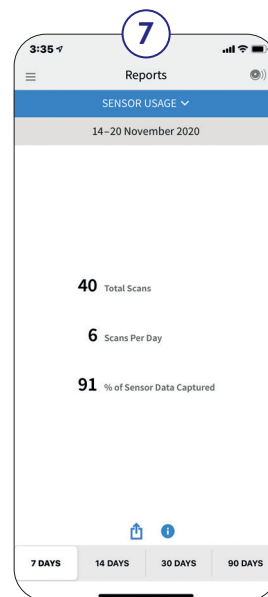 7
3:35
Reports
SENSOR USAGE
14–20 November 2020
40 Total Scans
6 Scans Per Day
91 % of Sensor Data Captured
i
7 DAYS 14 DAYS 30 DAYS 90 DAYS